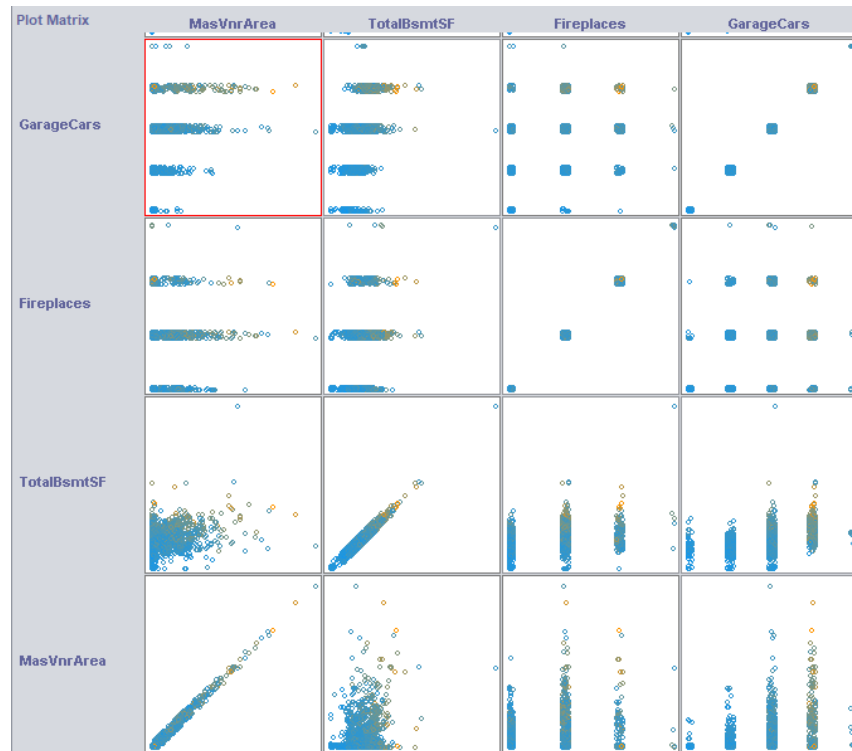 Plot Matrix MasVnrArea TotalBsmtSF Fireplaces GarageCars
GarageCars
Fireplaces
TotalBsmtSF
MasVnrArea